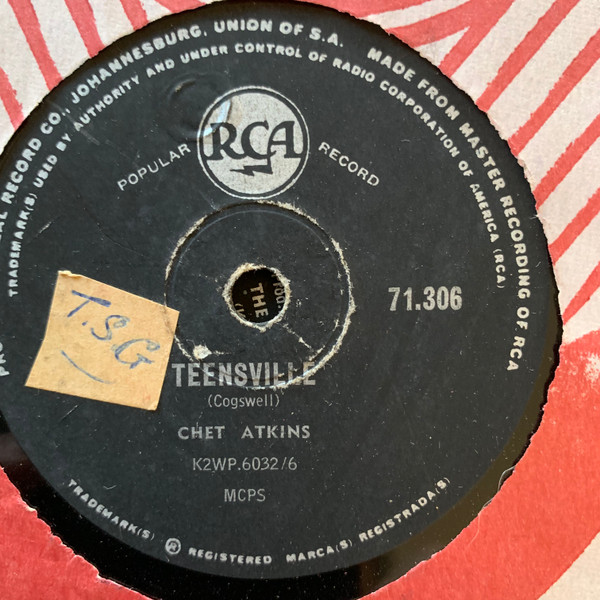 AL RECORD CO., JOHANNESBURG, UNION OF S.A. MADE FROM MASTER RECORDING OF RCA
TRADEMARK(S) USED BY AUTHORITY AND UNDER CONTROL OF RADIO CORPORATION OF AMERICA (RCA)
POPULAR RCA RECORD
THE
71.306
T.S.G
TEENSVILLE
(Cogswell)
CHET ATKINS
K2WP.6032/6
MCPS
TRADEMARK(S) ® REGISTERED MARCA(S) REGISTRADA(S)